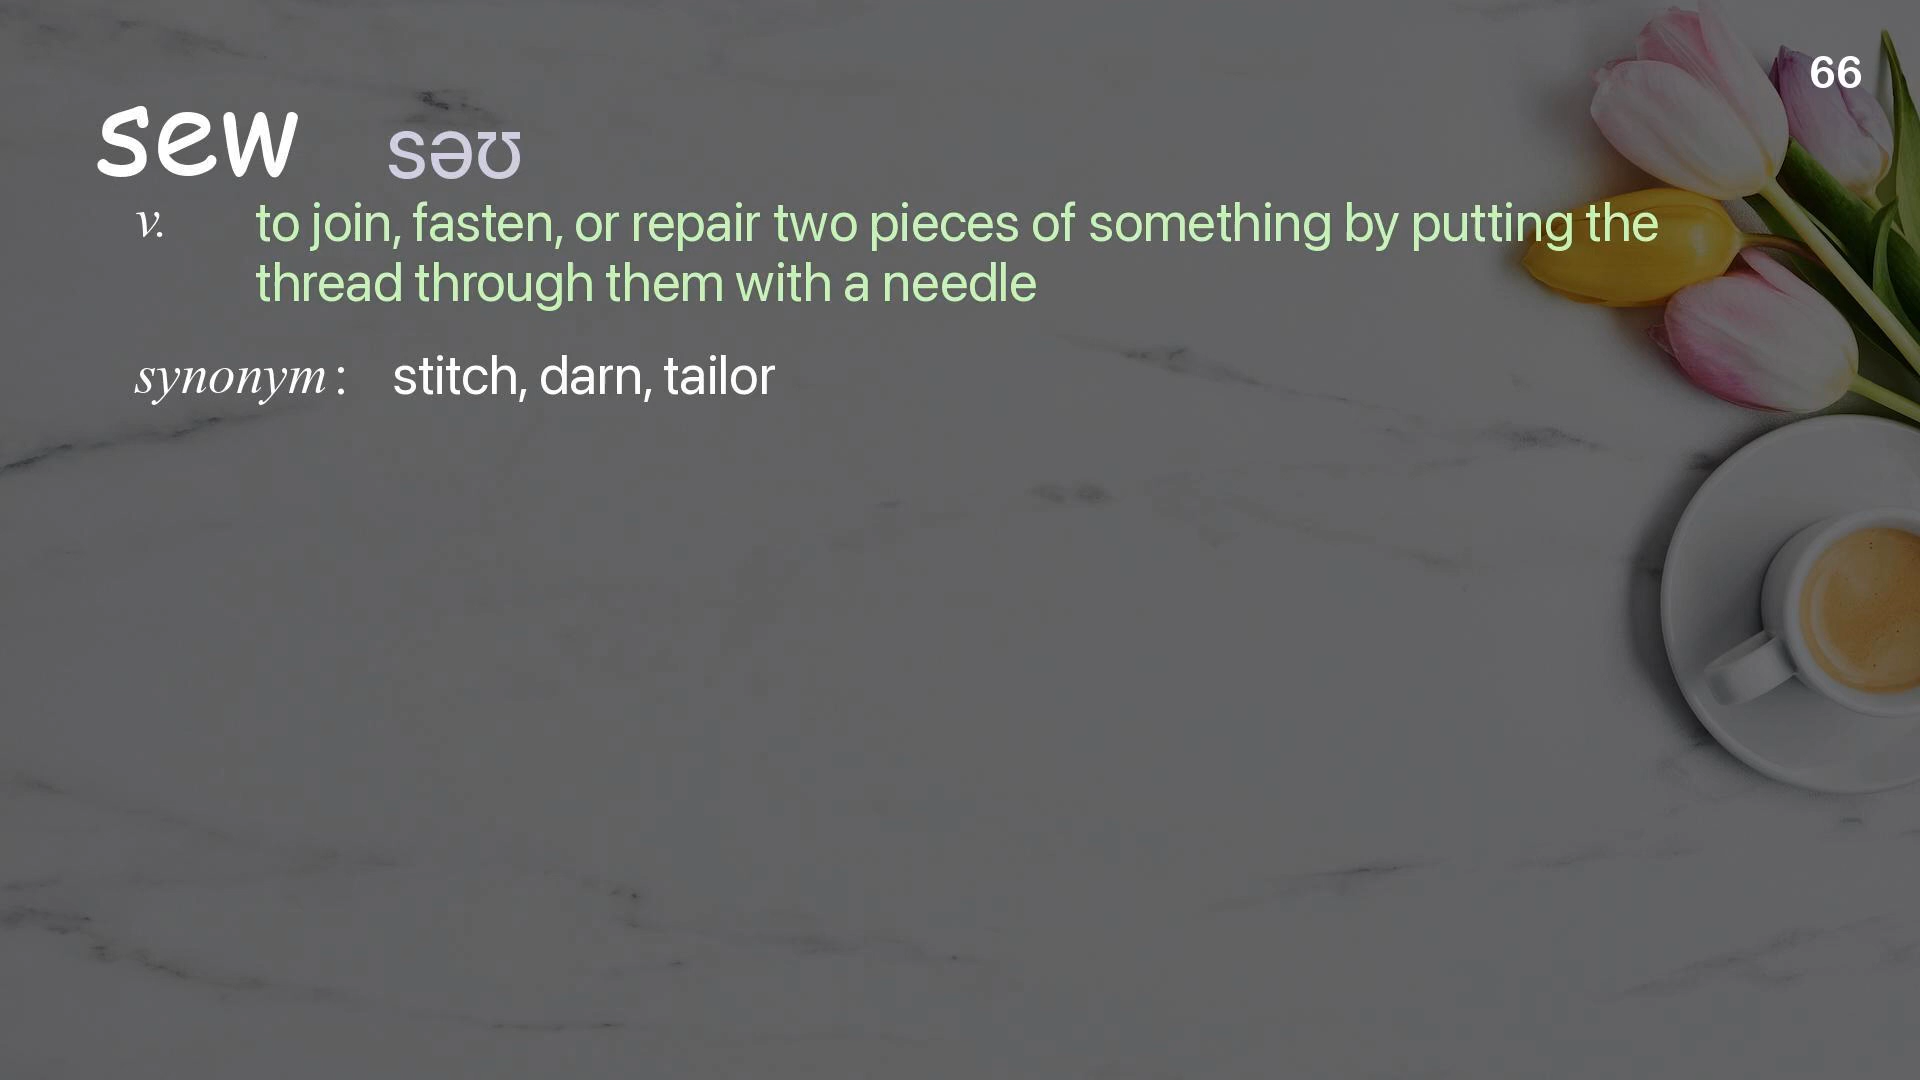 66
sew səʊ
v. to join, fasten, or repair two pieces of something by putting the
thread through them with a needle
synonym : stitch, darn, tailor